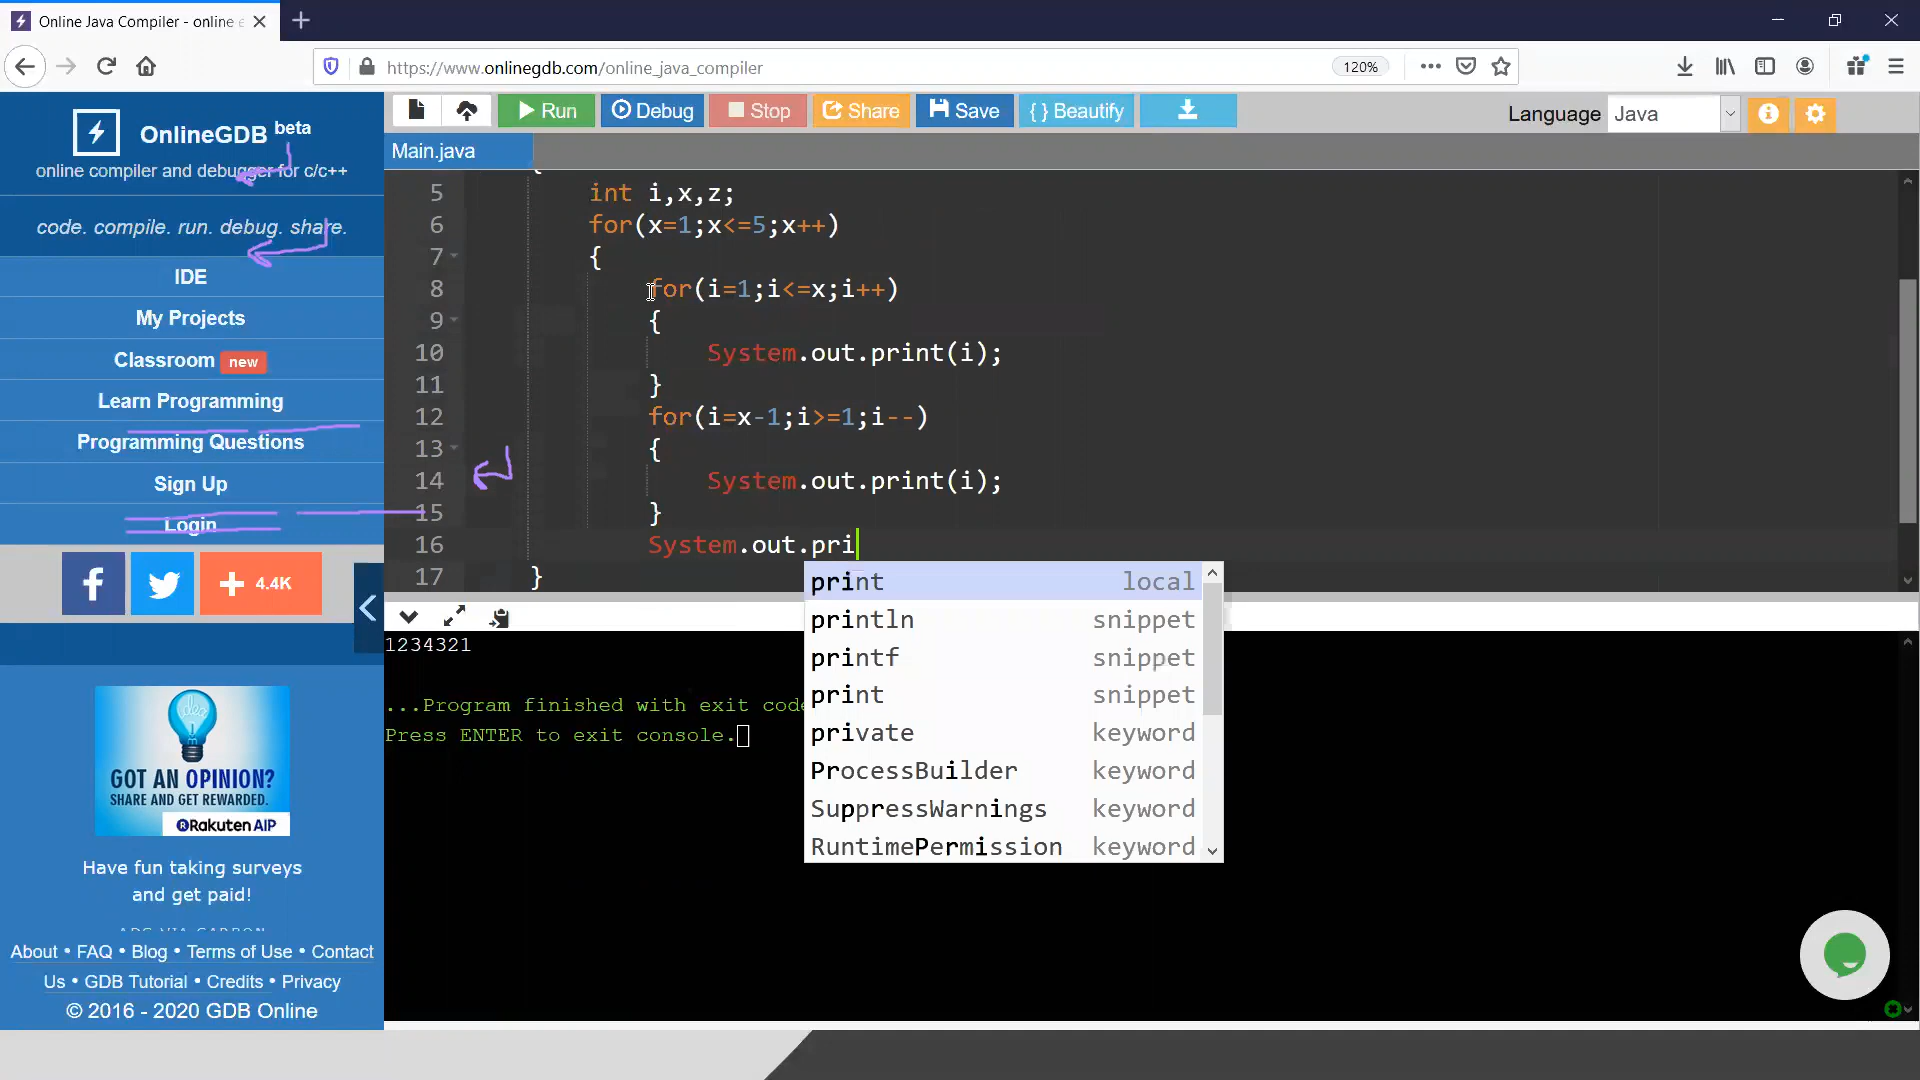 Online Java Compiler - online e
https://www.onlinegdb.com/online_java_compiler
120%
OnlineGDB beta
online compiler and debugger for c/c++
code. compile. run. debug. share.
IDE
My Projects
Classroom new
Learn Programming
Programming Questions
Sign Up
Login
4.4K
GOT AN OPINION?
SHARE AND GET REWARDED.
Rakuten AIP
Have fun taking surveys
and get paid!
About • FAQ • Blog • Terms of Use • Contact
Us • GDB Tutorial • Credits • Privacy
© 2016 - 2020 GDB Online
Run Debug Stop Share Save { } Beautify
Language Java
Main.java
5 int i,x,z;
6 for(x=1;x<=5;x++)
7 {
8 for(i=1;i<=x;i++)
9 {
10 System.out.print(i);
11 }
12 for(i=x-1;i>=1;i--)
13 {
14 System.out.print(i);
15 }
16 System.out.pri
17 }
print local
println snippet
printf snippet
print snippet
private keyword
ProcessBuilder keyword
SuppressWarnings keyword
RuntimePermission keyword
1234321
...Program finished with exit code
Press ENTER to exit console.